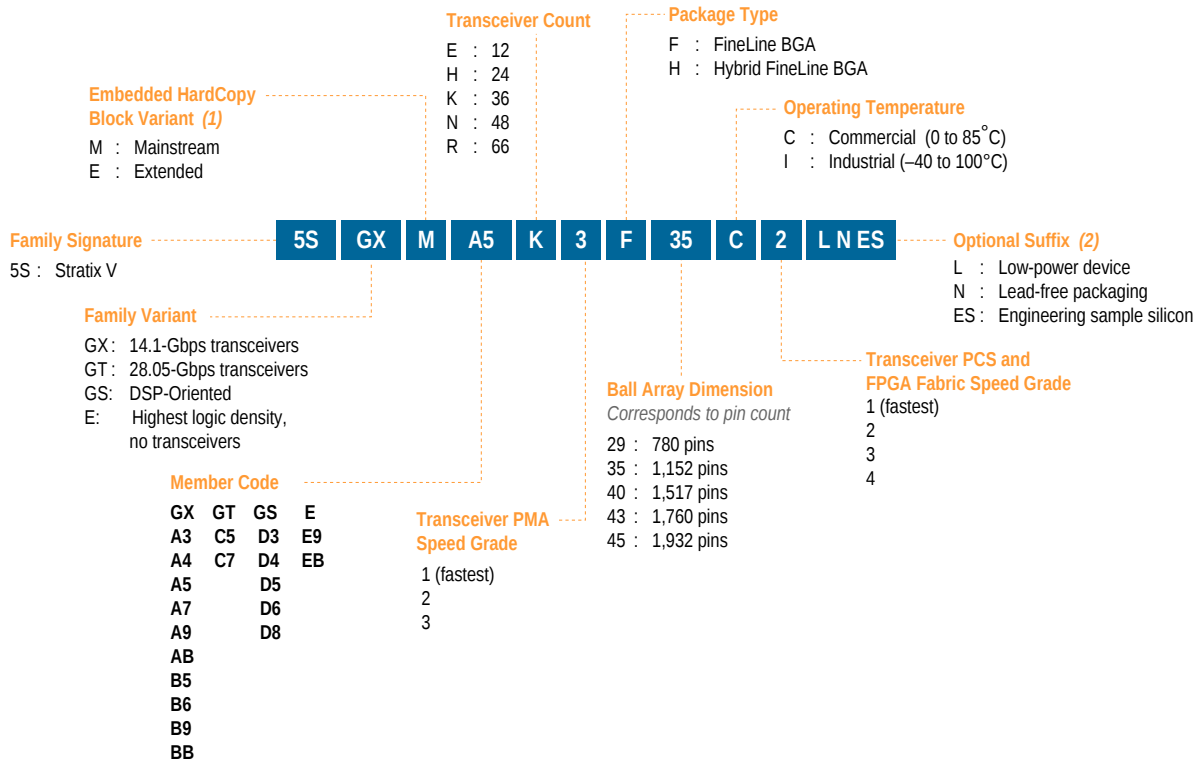 Transceiver Count
E : 12
H : 24
K : 36
N : 48
R : 66
Package Type
F : FineLine BGA
H : Hybrid FineLine BGA
Embedded HardCopy
Block Variant (1)
M : Mainstream
E : Extended
Operating Temperature
C : Commercial (0 to 85°C)
I : Industrial (–40 to 100°C)
Family Signature
5S : Stratix V
5S GX M A5 K 3 F 35 C 2 L N ES
Optional Suffix (2)
L : Low-power device
N : Lead-free packaging
ES : Engineering sample silicon
Family Variant
GX : 14.1-Gbps transceivers
GT : 28.05-Gbps transceivers
GS: DSP-Oriented
E: Highest logic density,
no transceivers
Transceiver PCS and
FPGA Fabric Speed Grade
1 (fastest)
2
3
4
Ball Array Dimension
Corresponds to pin count
29 : 780 pins
35 : 1,152 pins
40 : 1,517 pins
43 : 1,760 pins
45 : 1,932 pins
Member Code
GX GT GS E
A3 C5 D3 E9
A4 C7 D4 EB
A5 D5
A7 D6
A9 D8
AB
B5
B6
B9
BB
Transceiver PMA
Speed Grade
1 (fastest)
2
3